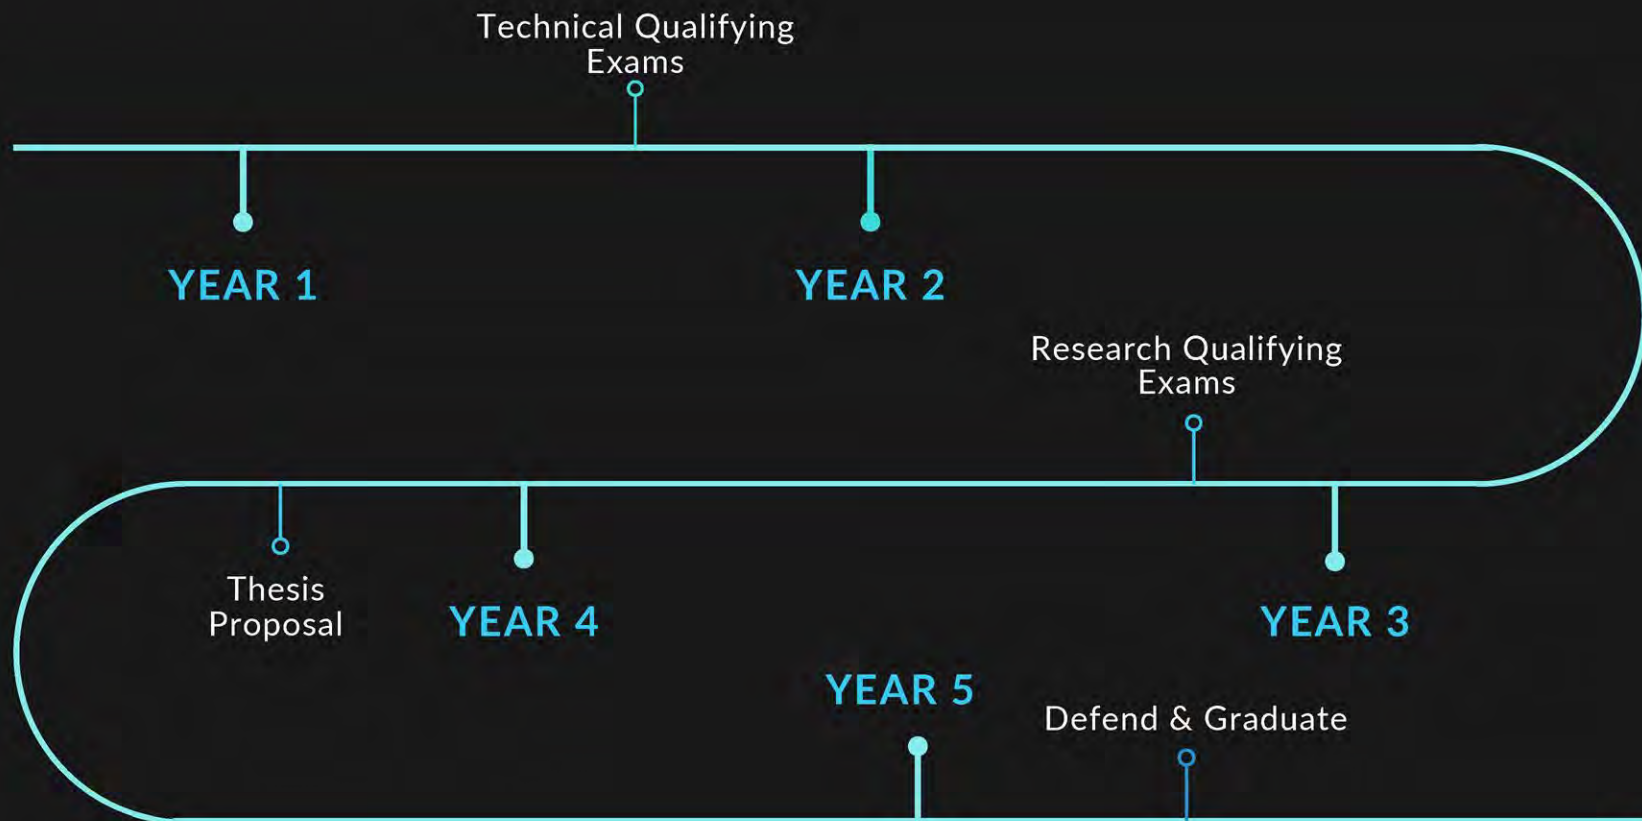 Technical Qualifying
Exams
YEAR 1
YEAR 2
Research Qualifying
Exams
Thesis
Proposal
YEAR 4
YEAR 3
YEAR 5
Defend & Graduate